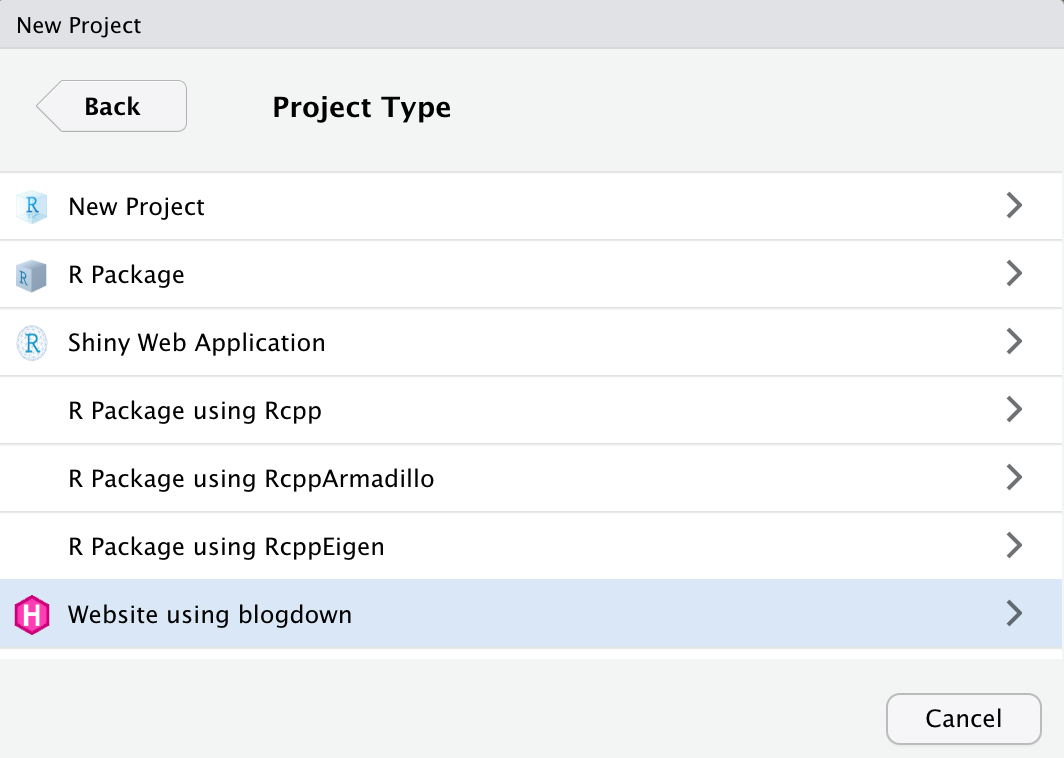 New Project
Back
Project Type
R
New Project
R
R Package
R
Shiny Web Application
R Package using Rcpp
R Package using RcppArmadillo
R Package using RcppEigen
H
Website using blogdown
Cancel